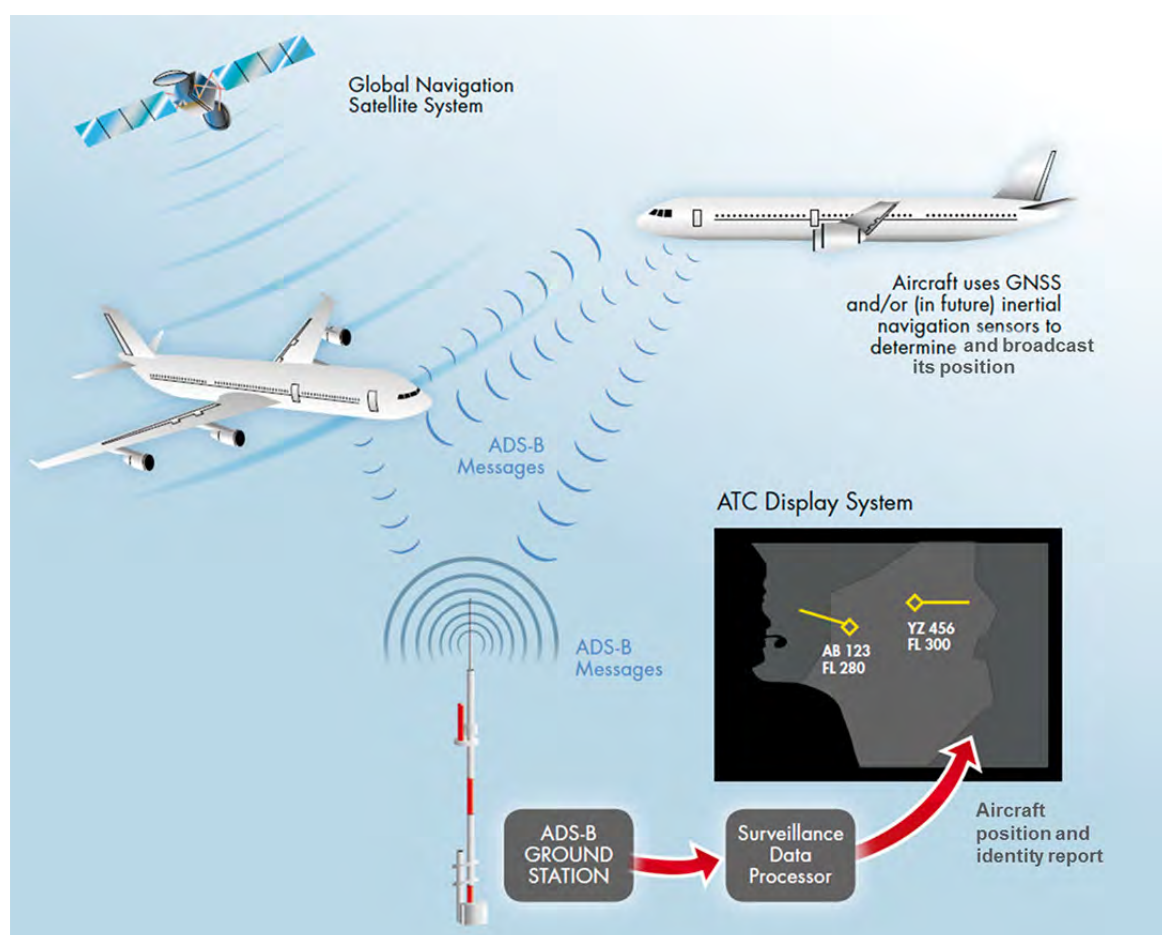 Global Navigation
Satellite System
Aircraft uses GNSS
and/or (in future) inertial
navigation sensors to
determine and broadcast
its position
ADS-B
Messages
ATC Display System
AB 123
FL 280
YZ 456
FL 300
ADS-B
Messages
ADS-B
GROUND
STATION
Surveillance
Data
Processor
Aircraft
position and
identity report